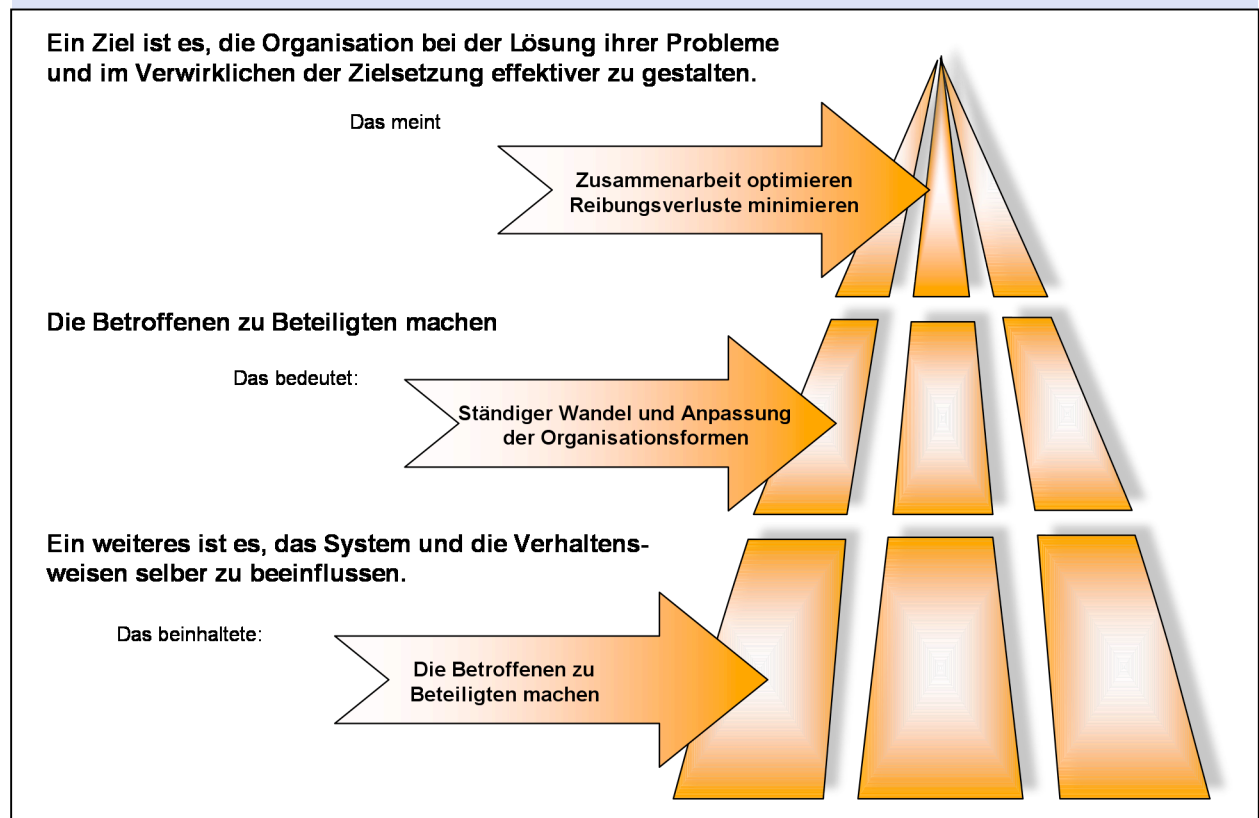 Ein Ziel ist es, die Organisation bei der Lösung ihrer Probleme
und im Verwirklichen der Zielsetzung effektiver zu gestalten.
Das meint
Zusammenarbeit optimieren
Reibungsverluste minimieren
Die Betroffenen zu Beteiligten machen
Das bedeutet:
Ständiger Wandel und Anpassung
der Organisationsformen
Ein weiteres ist es, das System und die Verhaltens-
weisen selber zu beeinflussen.
Das beinhaltete:
Die Betroffenen zu
Beteiligten machen